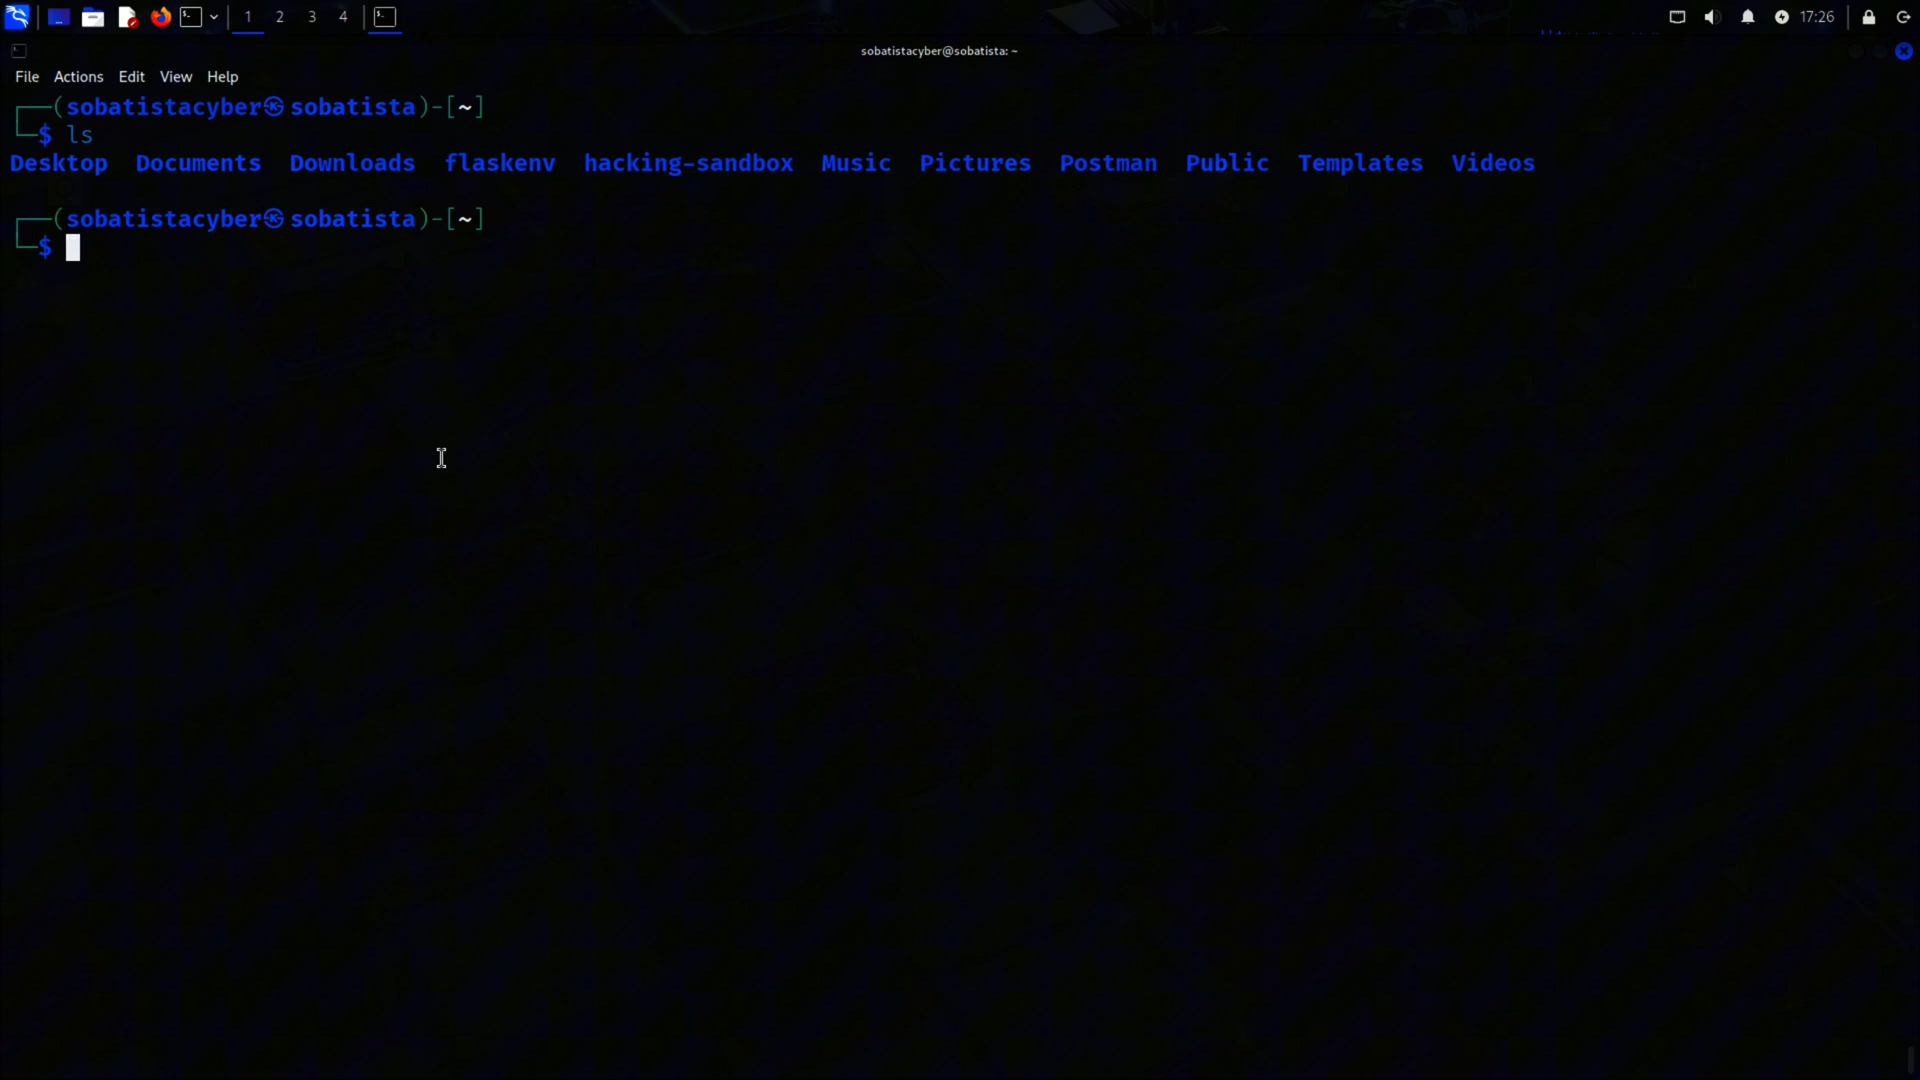 1 2 3 4 17:26
sobatistacyber@sobatista: ~
File Actions Edit View Help
┌──(sobatistacyber㉿sobatista)-[~]
└─$ ls
Desktop Documents Downloads flaskenv hacking-sandbox Music Pictures Postman Public Templates Videos
┌──(sobatistacyber㉿sobatista)-[~]
└─$